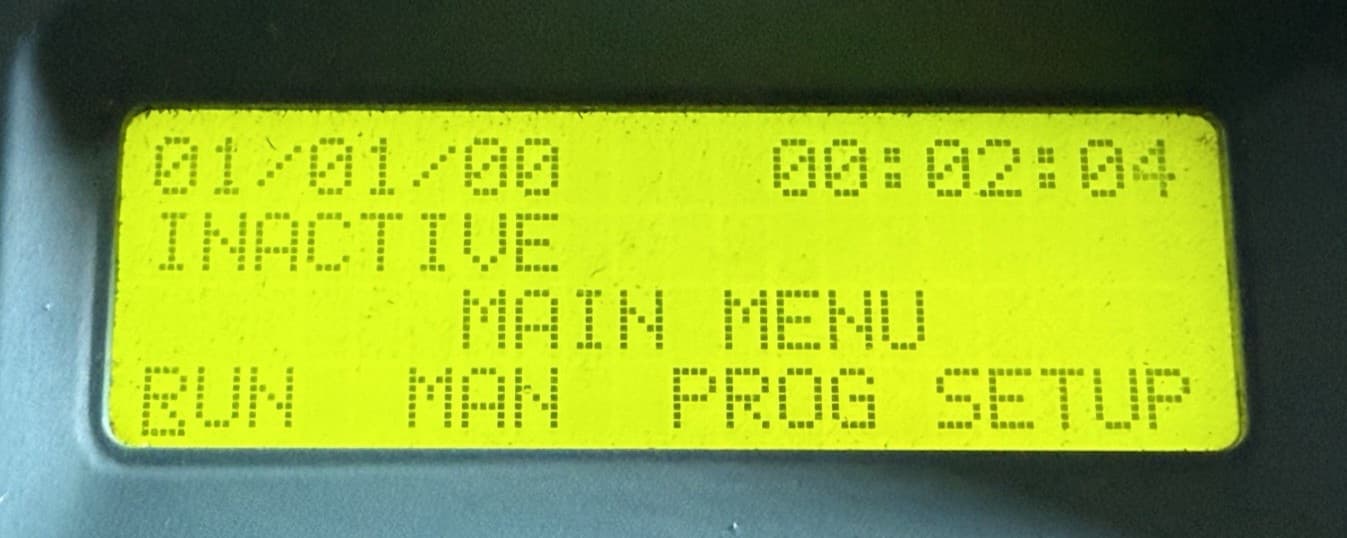 01/01/00 00:02:04
INACTIVE
MAIN MENU
RUN MAN PROG SETUP